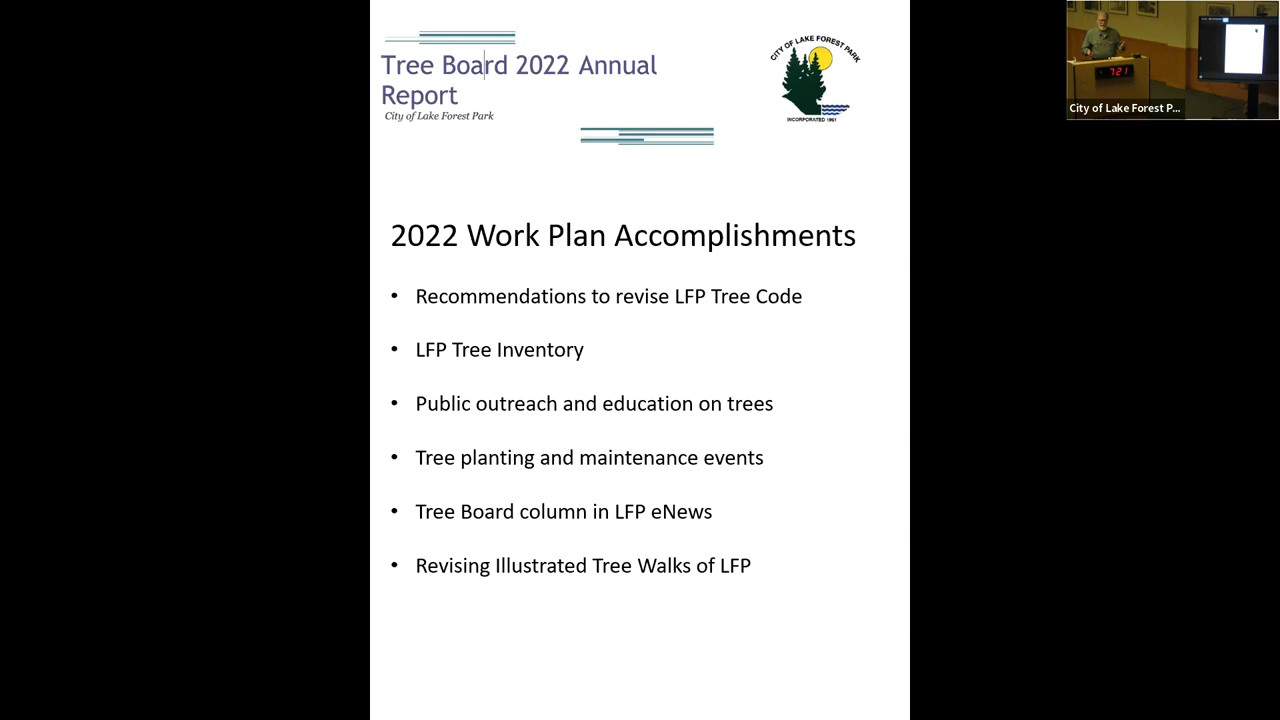 Tree Board 2022 Annual
Report
City of Lake Forest Park
CITY OF LAKE FOREST PARK
INCORPORATED 1961
7:21
City of Lake Forest P...
2022 Work Plan Accomplishments
• Recommendations to revise LFP Tree Code
• LFP Tree Inventory
• Public outreach and education on trees
• Tree planting and maintenance events
• Tree Board column in LFP eNews
• Revising Illustrated Tree Walks of LFP